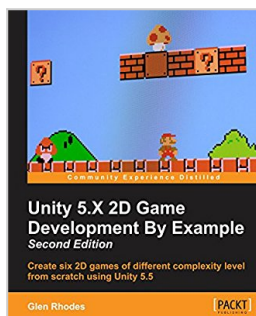 ?
?
Community Experience Distilled
Unity 5.X 2D Game
Development By Example
Second Edition
Create six 2D games of different complexity level
from scratch using Unity 5.5
Glen Rhodes
[PACKT]
PUBLISHING